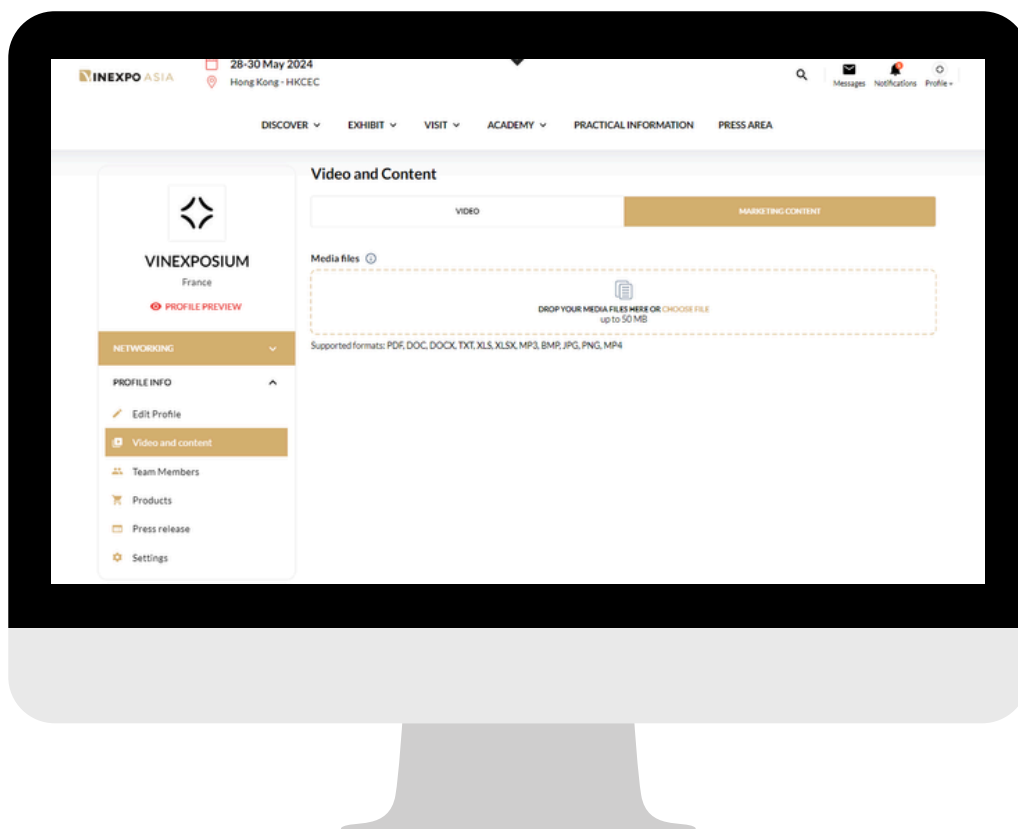 VINEXPO ASIA
28-30 May 2024
Hong Kong - HKCEC
Messages
Notifications
Profile
DISCOVER
EXHIBIT
VISIT
ACADEMY
PRACTICAL INFORMATION
PRESS AREA
VINEXPOSIUM
France
PROFILE PREVIEW
NETWORKING
PROFILE INFO
Edit Profile
Video and content
Team Members
Products
Press release
Settings
Video and Content
VIDEO
MARKETING CONTENT
Media files
DROP YOUR MEDIA FILES HERE OR CHOOSE FILE
up to 50 MB
Supported formats: PDF, DOC, DOCX, TXT, XLS, XLSX, MP3, BMP, JPG, PNG, MP4